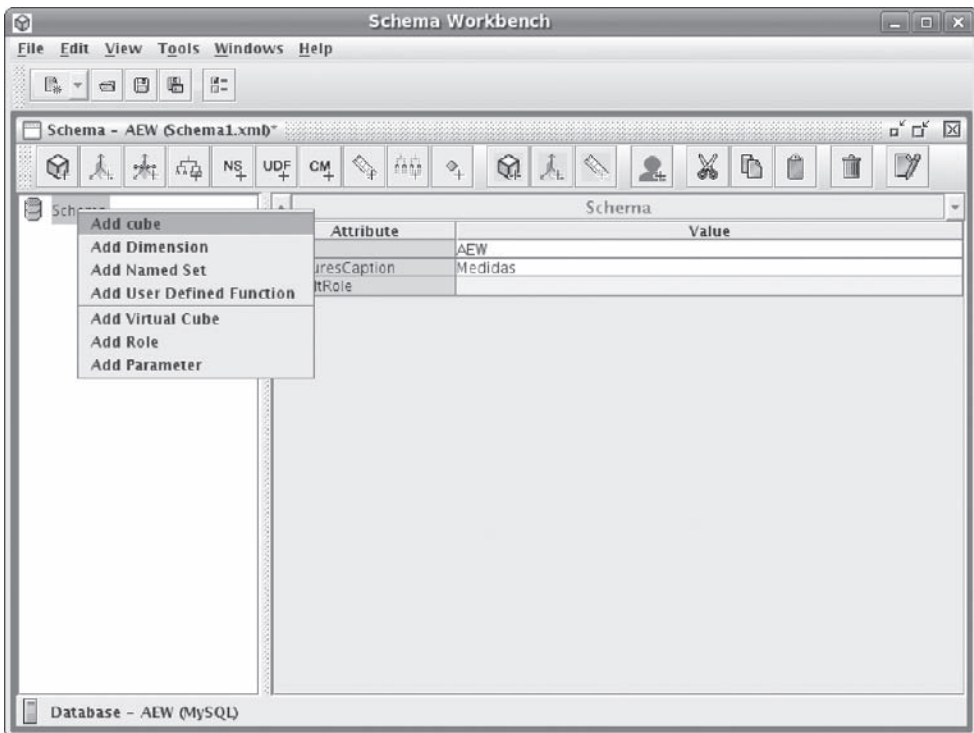 Schema Workbench
File Edit View Tools Windows Help
Schema - AEW (Schema1.xml)*
NS UDF CM
Schema
Schema
Add cube
Add Dimension
Add Named Set
Add User Defined Function
Add Virtual Cube
Add Role
Add Parameter
Attribute Value
AEW
uresCaption Medidas
ltRole
Database - AEW (MySQL)